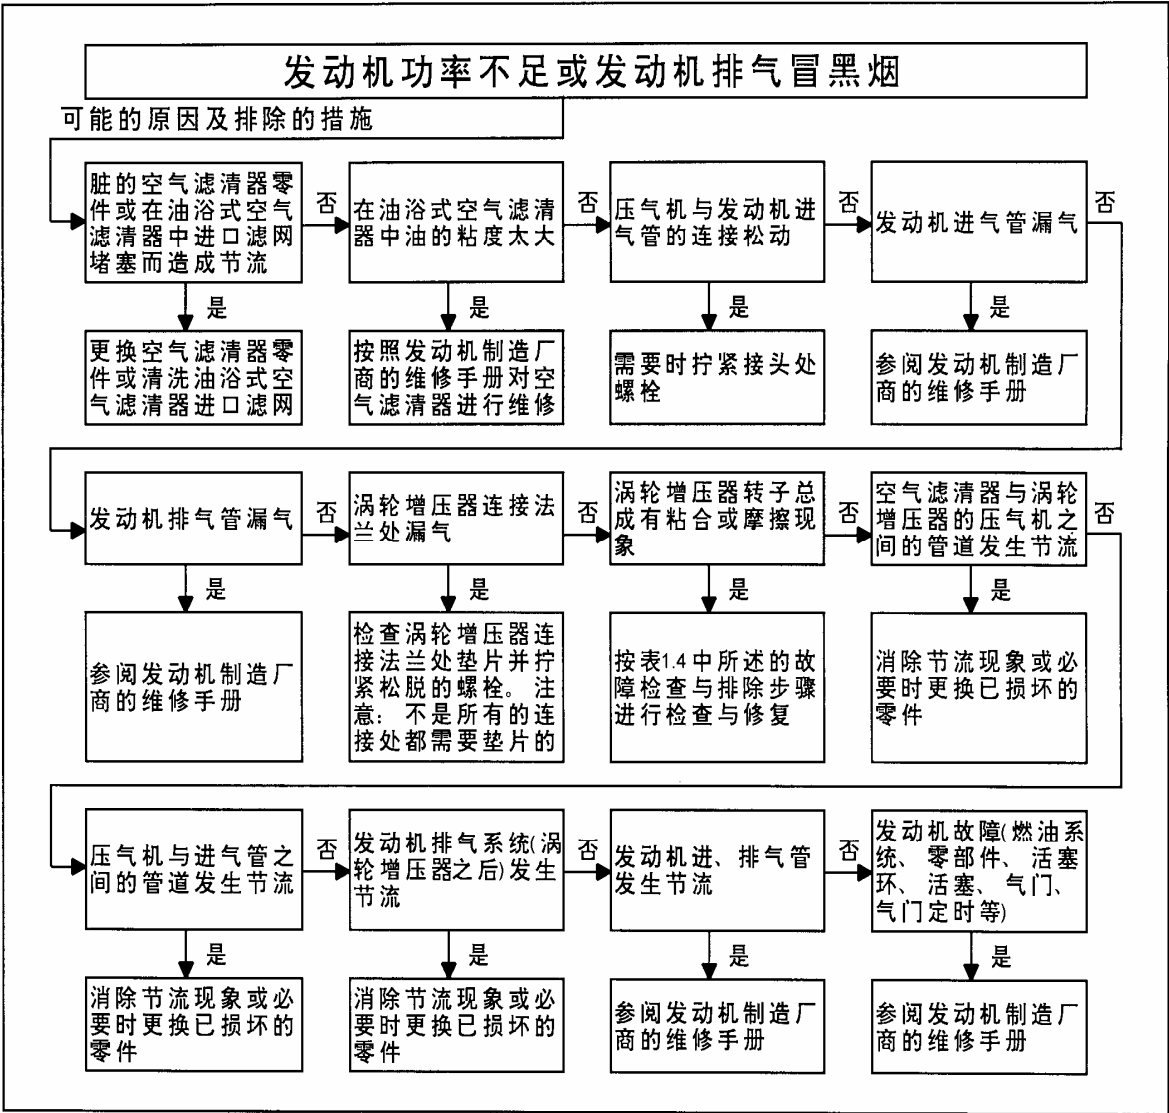 发动机功率不足或发动机排气冒黑烟
可能的原因及排除的措施
脏的空气滤清器零
件或在油浴式空气
滤清器中进口滤网
堵塞而造成节流
否
在油浴式空气滤清
器中油的粘度太大
否
压气机与发动机进
气管的连接松动
否
发动机进气管漏气
否
是
是
是
是
更换空气滤清器零
件或清洗油浴式空
气滤清器进口滤网
按照发动机制造厂
商的维修手册对空
气滤清器进行维修
需要时拧紧接头处
螺栓
参阅发动机制造厂
商的维修手册
发动机排气管漏气
否
涡轮增压器连接法
兰处漏气
否
涡轮增压器转子总
成有粘合或摩擦现
象
否
空气滤清器与涡轮
增压器的压气机之
间的管道发生节流
否
是
是
是
是
参阅发动机制造厂
商的维修手册
检查涡轮增压器连
接法兰处垫片并拧
紧松脱的螺栓。注
意：不是所有的连
接处都需要垫片的
按表1.4中所述的故
障检查与排除步骤
进行检查与修复
消除节流现象或必
要时更换已损坏的
零件
压气机与进气管之
间的管道发生节流
否
发动机排气系统(涡
轮增压器之后)发生
节流
否
发动机进、排气管
发生节流
否
发动机故障(燃油系
统、零部件、活塞
环、活塞、气门、
气门定时等)
是
是
是
是
消除节流现象或必
要时更换已损坏的
零件
消除节流现象或必
要时更换已损坏的
零件
参阅发动机制造厂
商的维修手册
参阅发动机制造厂
商的维修手册